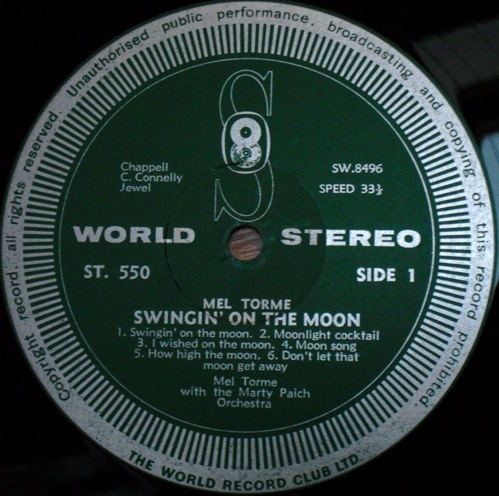 Copyright record. all rights reserved. Unauthorised public performance, broadcasting and copying of this record prohibited.
S
8
Chappell
C. Connelly
Jewel
SW.8496
SPEED 33⅓
WORLD STEREO
ST. 550
SIDE 1
MEL TORME
SWINGIN' ON THE MOON
1. Swingin' on the moon. 2. Moonlight cocktail
3. I wished on the moon. 4. Moon song
5. How high the moon. 6. Don't let that
moon get away
Mel Torme
with the Marty Paich
Orchestra
THE WORLD RECORD CLUB LTD